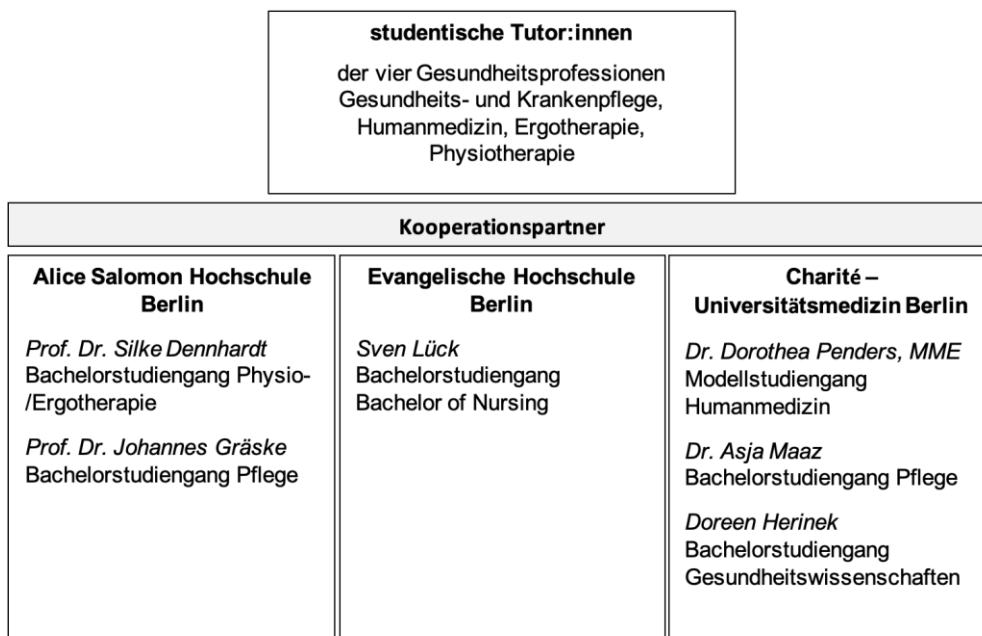 studentische Tutor:innen
der vier Gesundheitsprofessionen
Gesundheits- und Krankenpflege,
Humanmedizin, Ergotherapie,
Physiotherapie
Kooperationspartner
Alice Salomon Hochschule
Berlin
Prof. Dr. Silke Dennhardt
Bachelorstudiengang Physio-
/Ergotherapie
Prof. Dr. Johannes Gräske
Bachelorstudiengang Pflege
Evangelische Hochschule
Berlin
Sven Lück
Bachelorstudiengang
Bachelor of Nursing
Charité –
Universitätsmedizin Berlin
Dr. Dorothea Penders, MME
Modellstudiengang
Humanmedizin
Dr. Asja Maaz
Bachelorstudiengang Pflege
Doreen Herinek
Bachelorstudiengang
Gesundheitswissenschaften